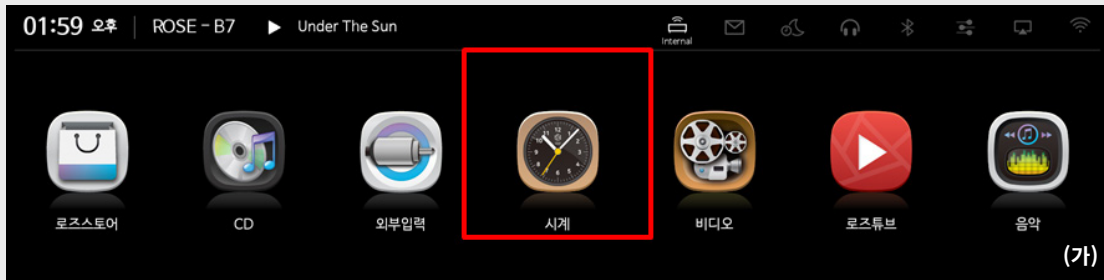 01:59 오후 ROSE – B7 ▶ Under The Sun
Internal
로즈스토어 CD 외부입력 시계 비디오 로즈튜브 음악
(가)